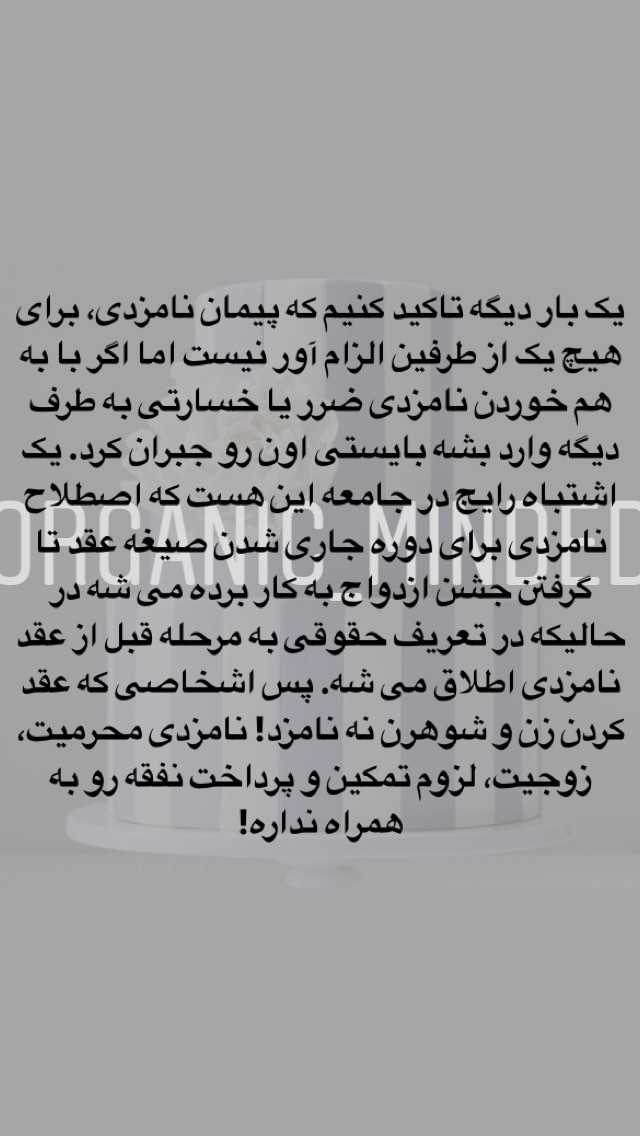 یک بار دیگه تاکید کنیم که پیمان نامزدی، برای
هیچ یک از طرفین الزام آور نیست اما اگر با به
هم خوردن نامزدی ضرر یا خسارتی به طرف
دیگه وارد بشه بایستی اون رو جبران کرد. یک
اشتباه رایج در جامعه این هست که اصطلاح
ORGANIC_MINDED
نامزدی برای دوره جاری شدن صیغه عقد تا
گرفتن جشن ازدواج به کار برده می شه در
حالیکه در تعریف حقوقی به مرحله قبل از عقد
نامزدی اطلاق می شه. پس اشخاصی که عقد
کردن زن و شوهرن نه نامزد! نامزدی محرمیت،
زوجیت، لزوم تمکین و پرداخت نفقه رو به
همراه نداره!